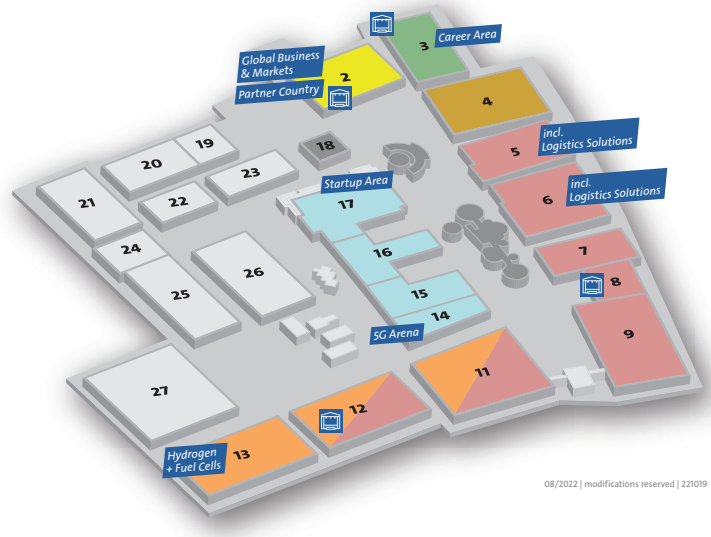 3
Career Area
Global Business
& Markets
2
Partner Country
4
incl.
Logistics Solutions
5
incl.
Logistics Solutions
6
18
19
20
23
21
22
Startup Area
17
24
16
7
26
25
15
8
14
5G Arena
9
27
11
12
Hydrogen
+ Fuel Cells
13
08/2022 | modifications reserved | 221019